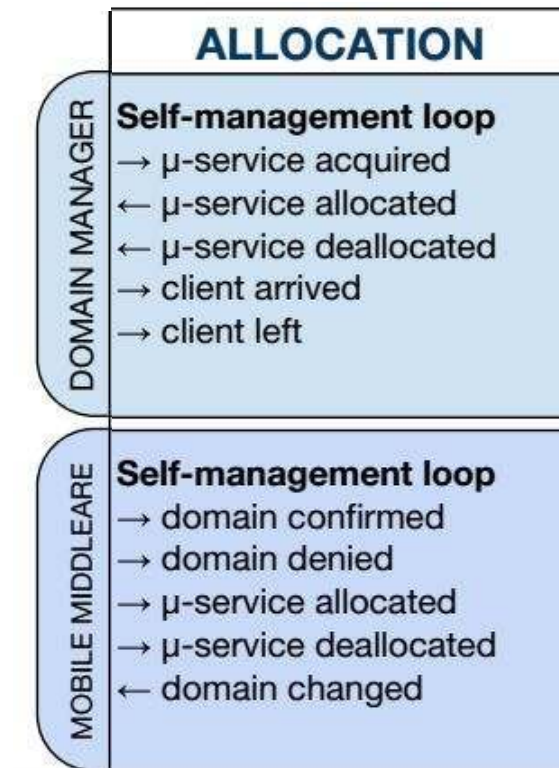 ALLOCATION
DOMAIN MANAGER
Self-management loop
→ μ-service acquired
← μ-service allocated
← μ-service deallocated
→ client arrived
→ client left
MOBILE MIDDLEARE
Self-management loop
→ domain confirmed
→ domain denied
→ μ-service allocated
→ μ-service deallocated
← domain changed